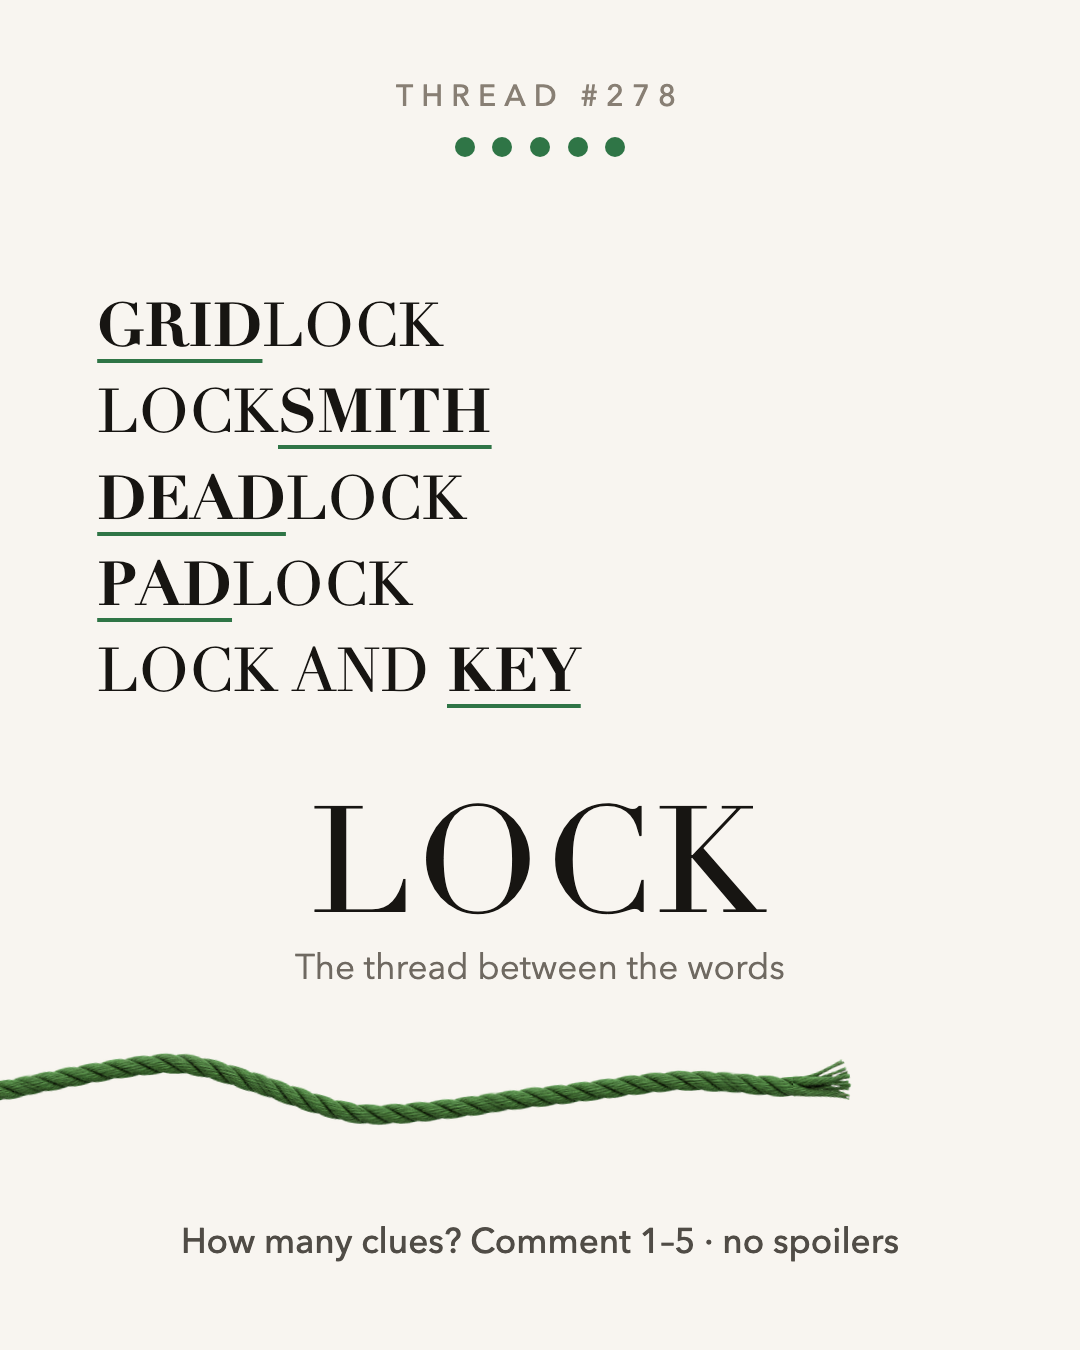 THREAD #278
GRIDLOCK
LOCKSMITH
DEADLOCK
PADLOCK
LOCK AND KEY
LOCK
The thread between the words
How many clues? Comment 1–5 · no spoilers